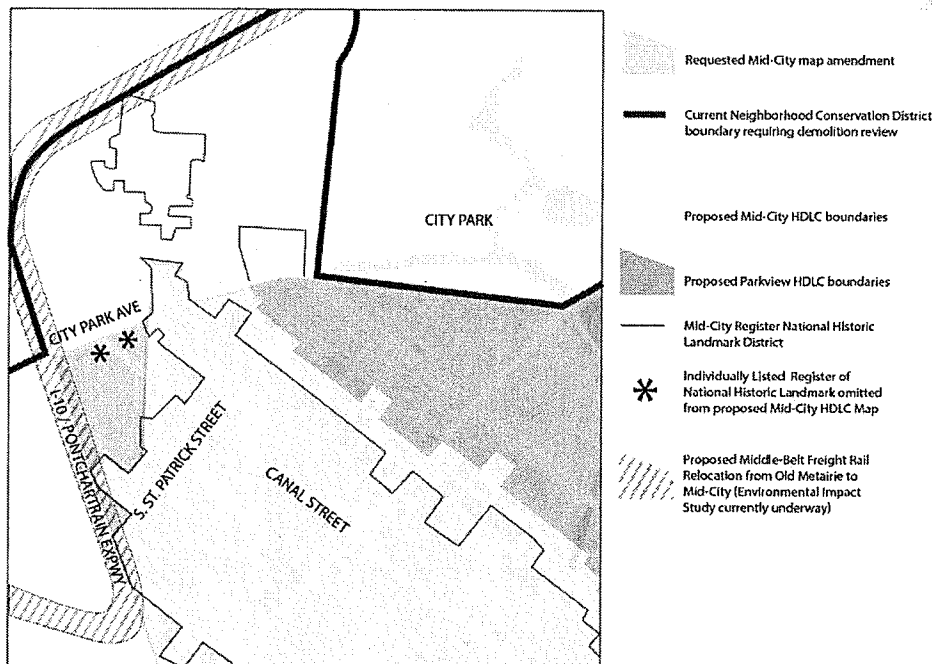 CITY PARK
CITY PARK AVE
I-10 / PONTCHARTRAIN EXPWY
S. ST. PATRICK STREET
CANAL STREET
Requested Mid-City map amendment
Current Neighborhood Conservation District
boundary requiring demolition review
Proposed Mid-City HDLC boundaries
Proposed Parkview HDLC boundaries
Mid-City Register National Historic
Landmark District
Individually Listed Register of
National Historic Landmark omitted
from proposed Mid-City HDLC Map
Proposed Middle-Belt Freight Rail
Relocation from Old Metairie to
Mid-City (Environmental Impact
Study currently underway)